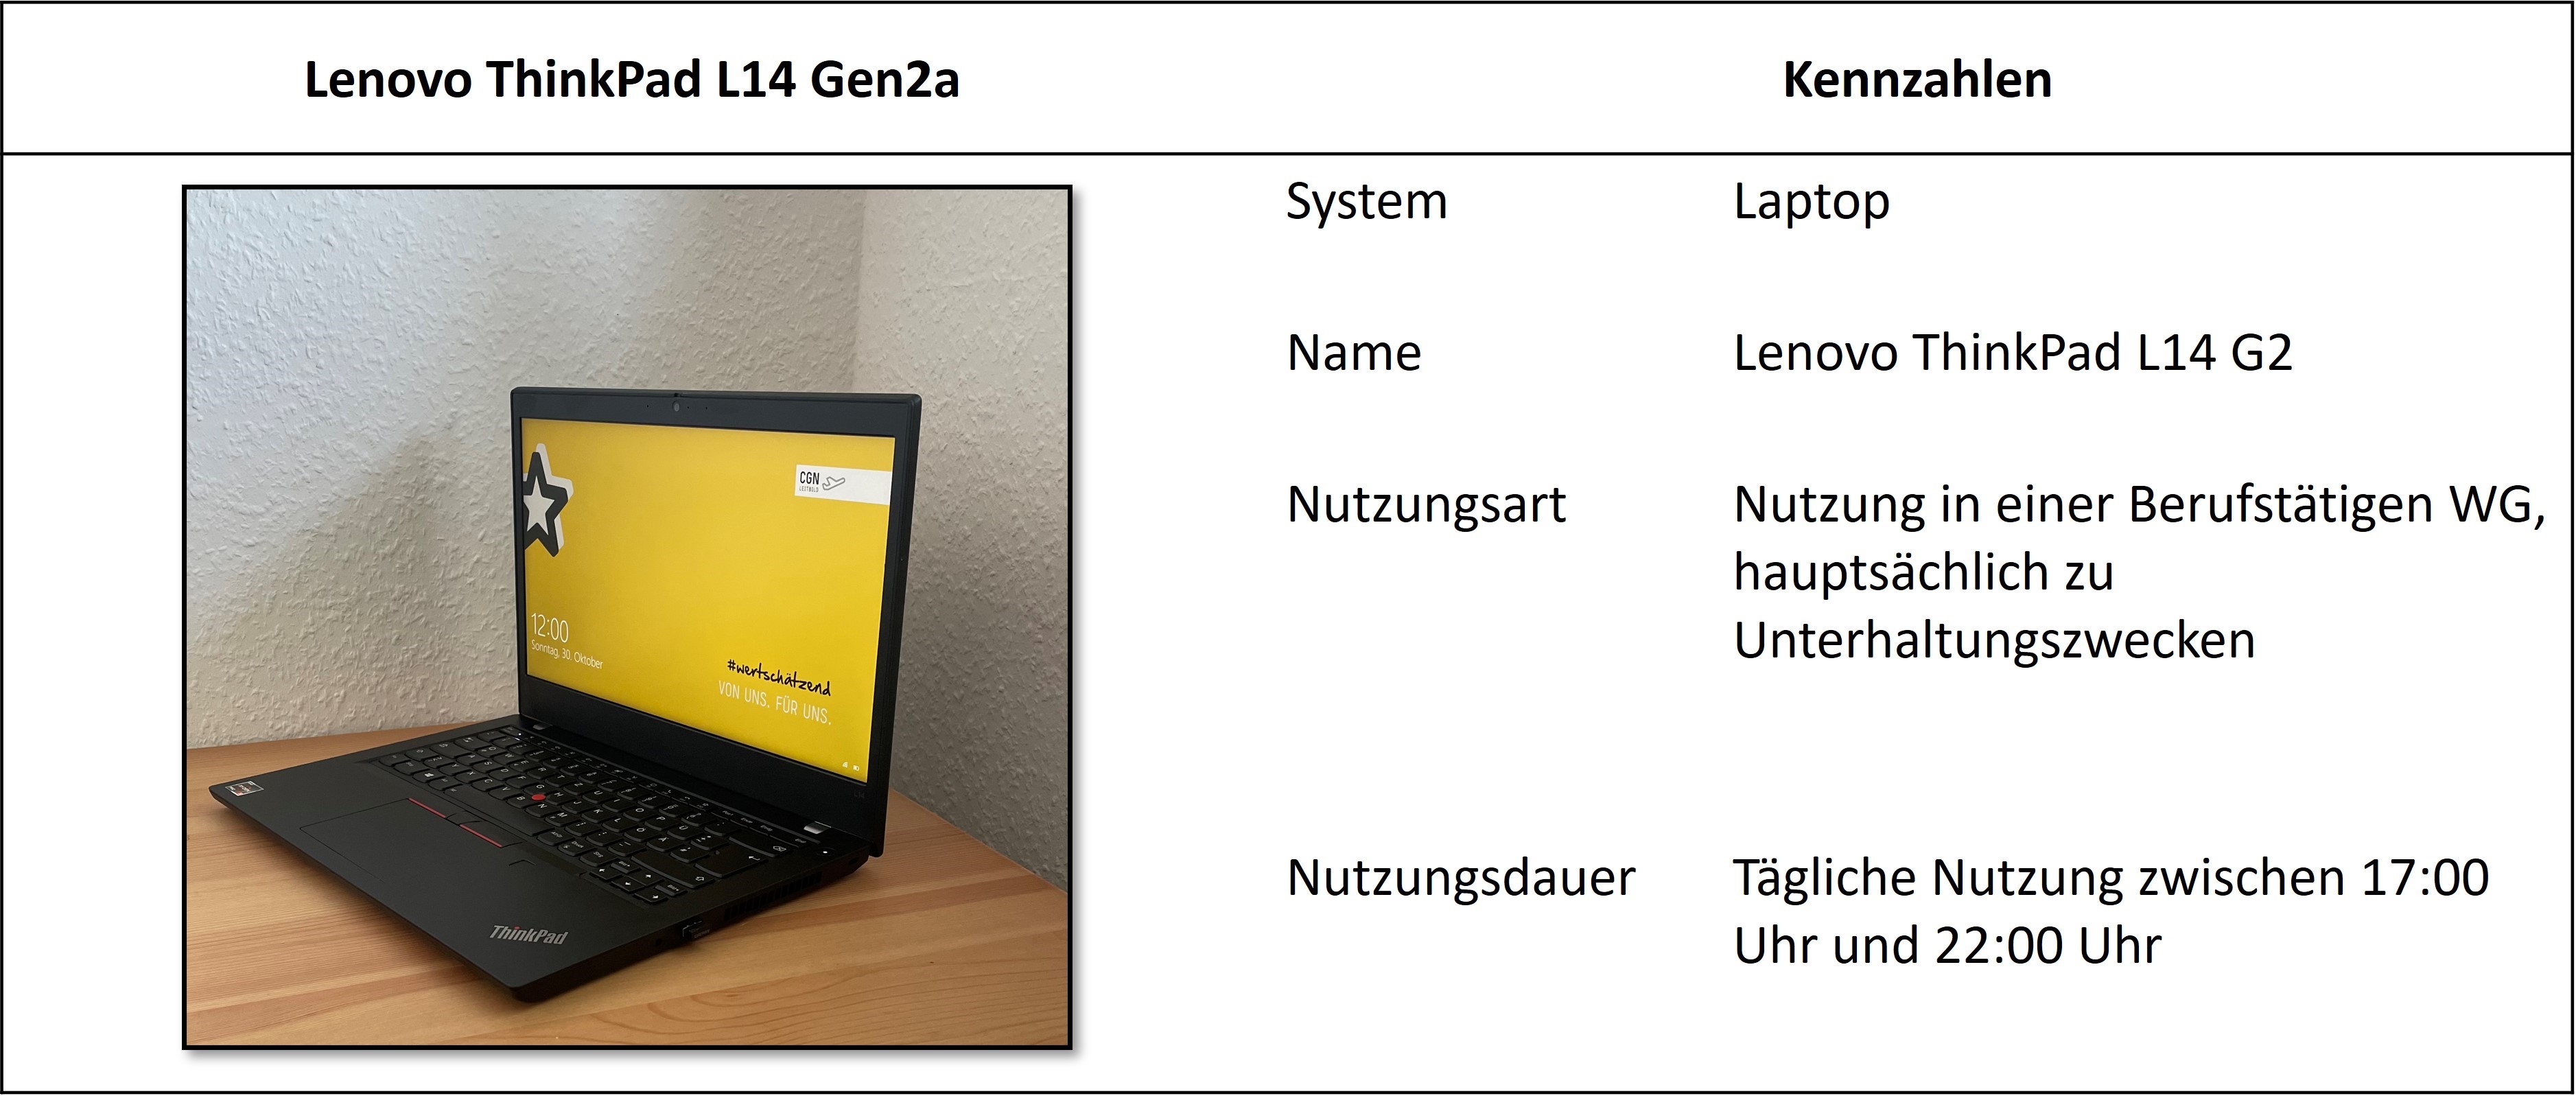 Lenovo ThinkPad L14 Gen2a
Kennzahlen
CGN
LEITBILD
12:00
Sonntag, 30. Oktober
#wertschätzend
VON UNS. FÜR UNS.
ThinkPad
System
Laptop
Name
Lenovo ThinkPad L14 G2
Nutzungsart
Nutzung in einer Berufstätigen WG,
hauptsächlich zu
Unterhaltungszwecken
Nutzungsdauer
Tägliche Nutzung zwischen 17:00
Uhr und 22:00 Uhr